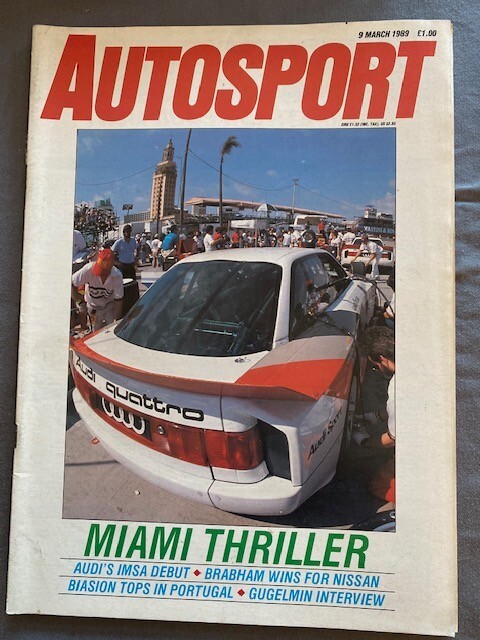 9 MARCH 1989 £1.00
AUTOSPORT
Audi quattro
Audi Sport
MIAMI THRILLER
AUDI'S IMSA DEBUT ♦ BRABHAM WINS FOR NISSAN
BIASION TOPS IN PORTUGAL ♦ GUGELMIN INTERVIEW